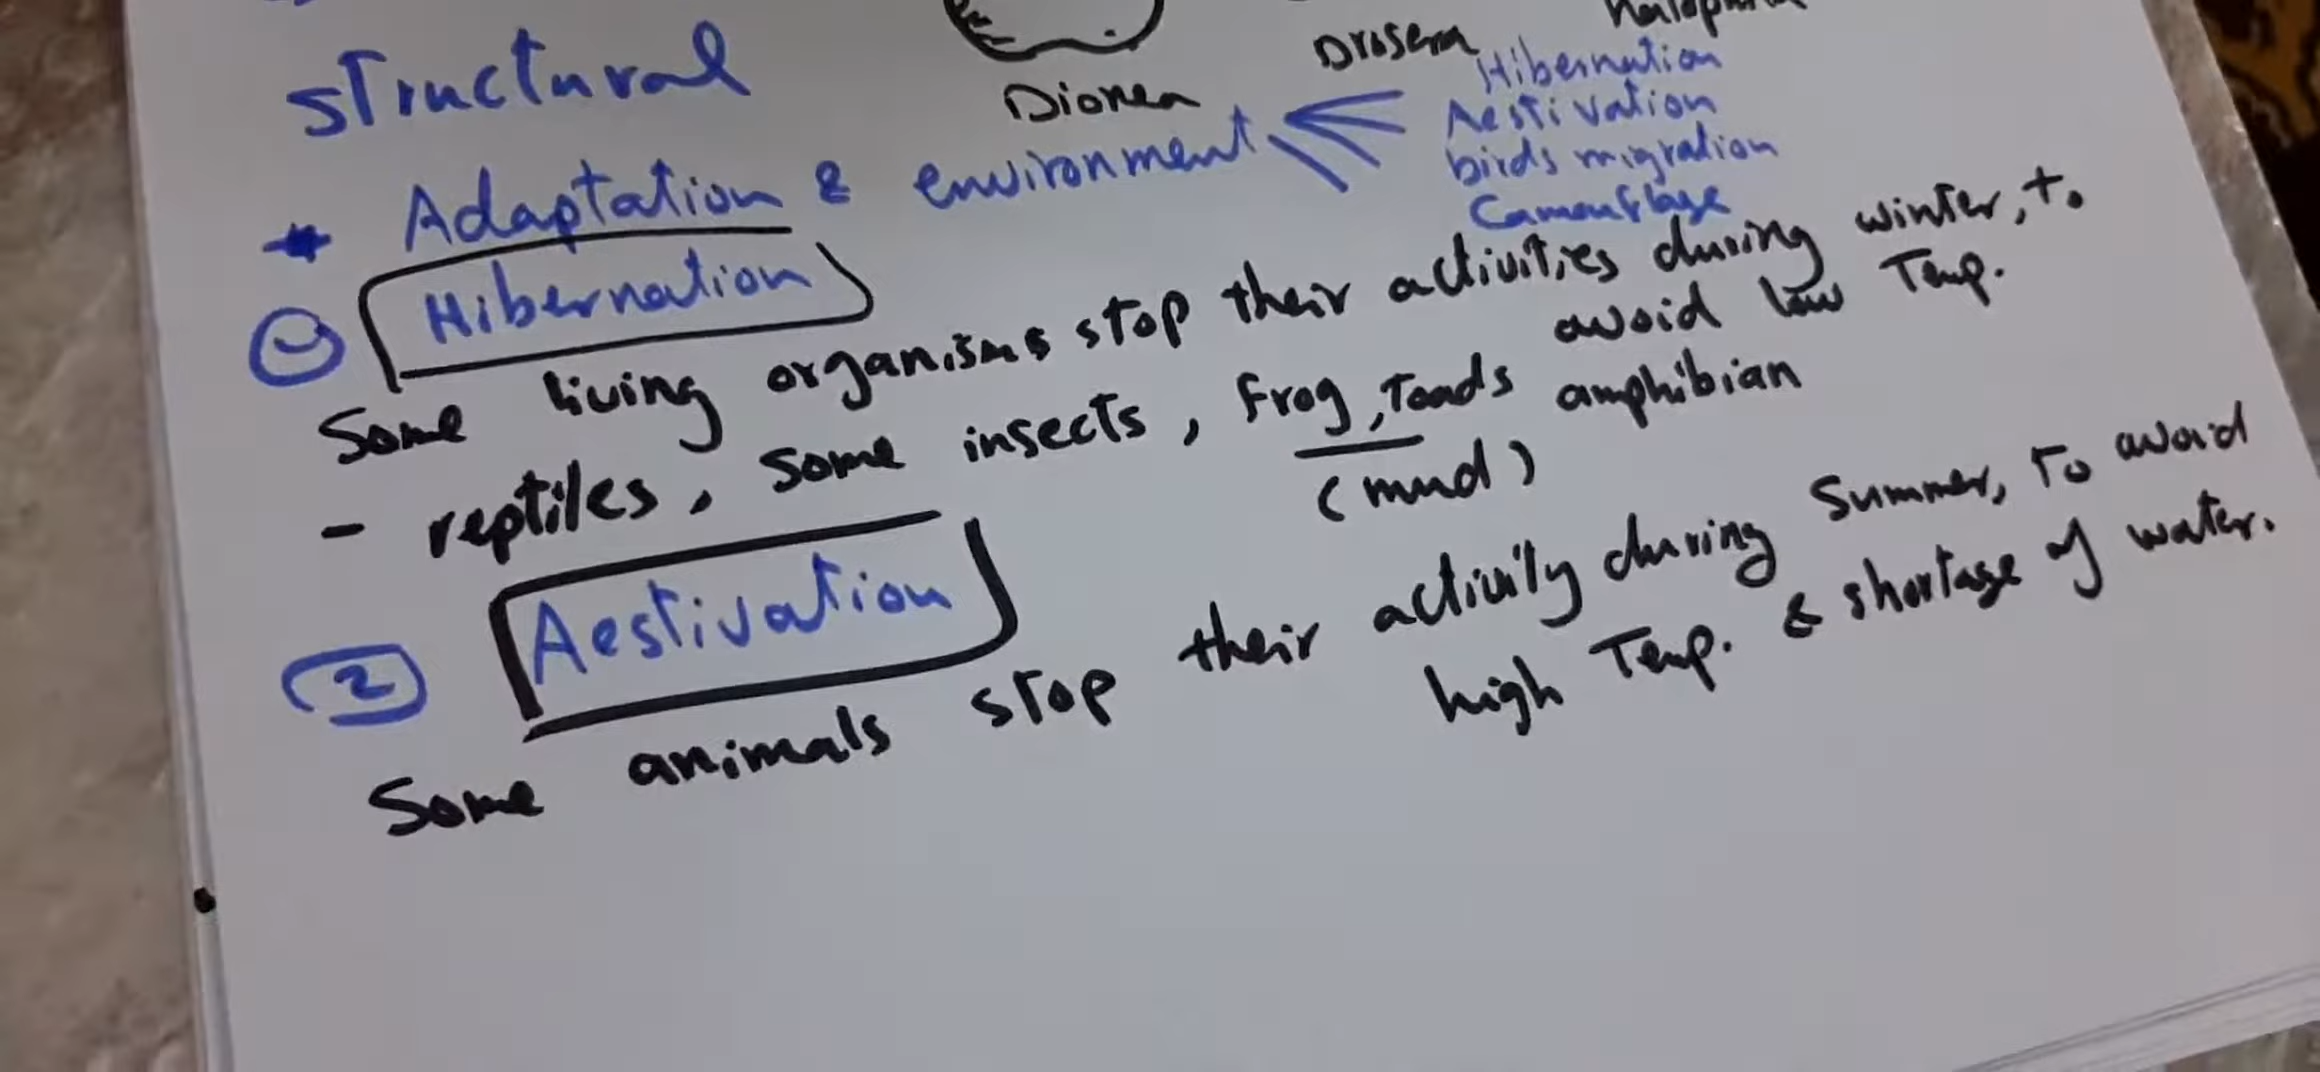 structural
Dionea
Drosera
* Adaptation & environment
Hibernation
Aestivation
birds migration
Camouflage
1 Hibernation
Some living organisms stop their activities during winter, to
avoid low Temp.
- reptiles, some insects, frog, Toads amphibian
(mud)
2 Aestivation
Some animals stop their activity during Summer, To avoid
high Temp. & shortage of water.